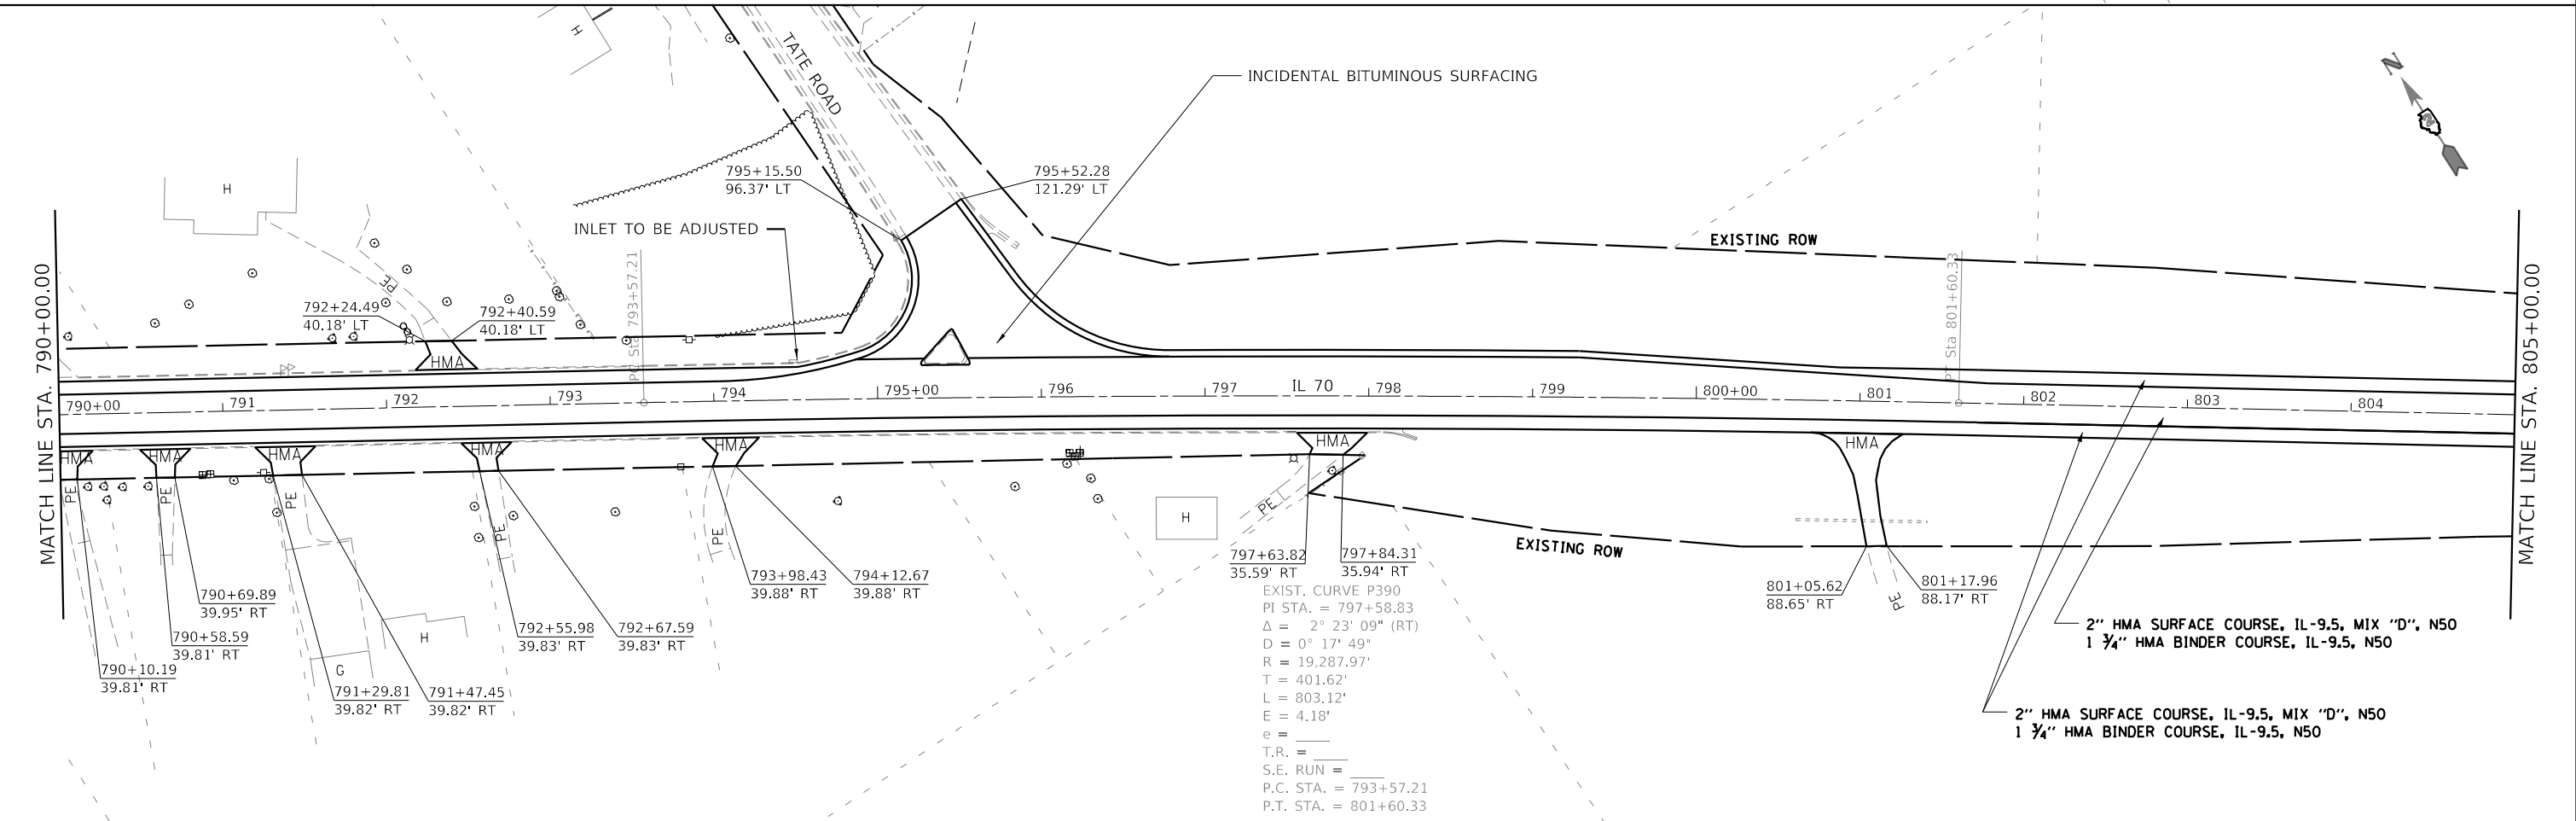 H
TATE ROAD
INCIDENTAL BITUMINOUS SURFACING
N
2
H
795+15.50
96.37' LT
795+52.28
121.29' LT
INLET TO BE ADJUSTED
EXISTING ROW
PE
792+24.49
40.18' LT
792+40.59
40.18' LT
PC Sta 793+57.21
PT Sta 801+60.33
MATCH LINE STA. 790+00.00
MATCH LINE STA. 805+00.00
HMA
790+00
791
792
793
794
795+00
796
797
IL 70
798
799
800+00
801
802
803
804
HMA
HMA
HMA
HMA
HMA
HMA
HMA
PE
PE
PE
PE
PE
PE
H
EXISTING ROW
797+63.82
35.59' RT
797+84.31
35.94' RT
793+98.43
39.88' RT
794+12.67
39.88' RT
801+05.62
88.65' RT
801+17.96
88.17' RT
PE
790+69.89
39.95' RT
790+58.59
39.81' RT
790+10.19
39.81' RT
H
G
792+55.98
39.83' RT
792+67.59
39.83' RT
791+29.81
39.82' RT
791+47.45
39.82' RT
EXIST. CURVE P390
PI STA. = 797+58.83
Δ = 2° 23' 09" (RT)
D = 0° 17' 49"
R = 19,287.97'
T = 401.62'
L = 803.12'
E = 4.18'
e = ____
T.R. = ____
S.E. RUN = ____
P.C. STA. = 793+57.21
P.T. STA. = 801+60.33
2" HMA SURFACE COURSE, IL-9.5, MIX "D", N50
1 3/4" HMA BINDER COURSE, IL-9.5, N50
2" HMA SURFACE COURSE, IL-9.5, MIX "D", N50
1 3/4" HMA BINDER COURSE, IL-9.5, N50